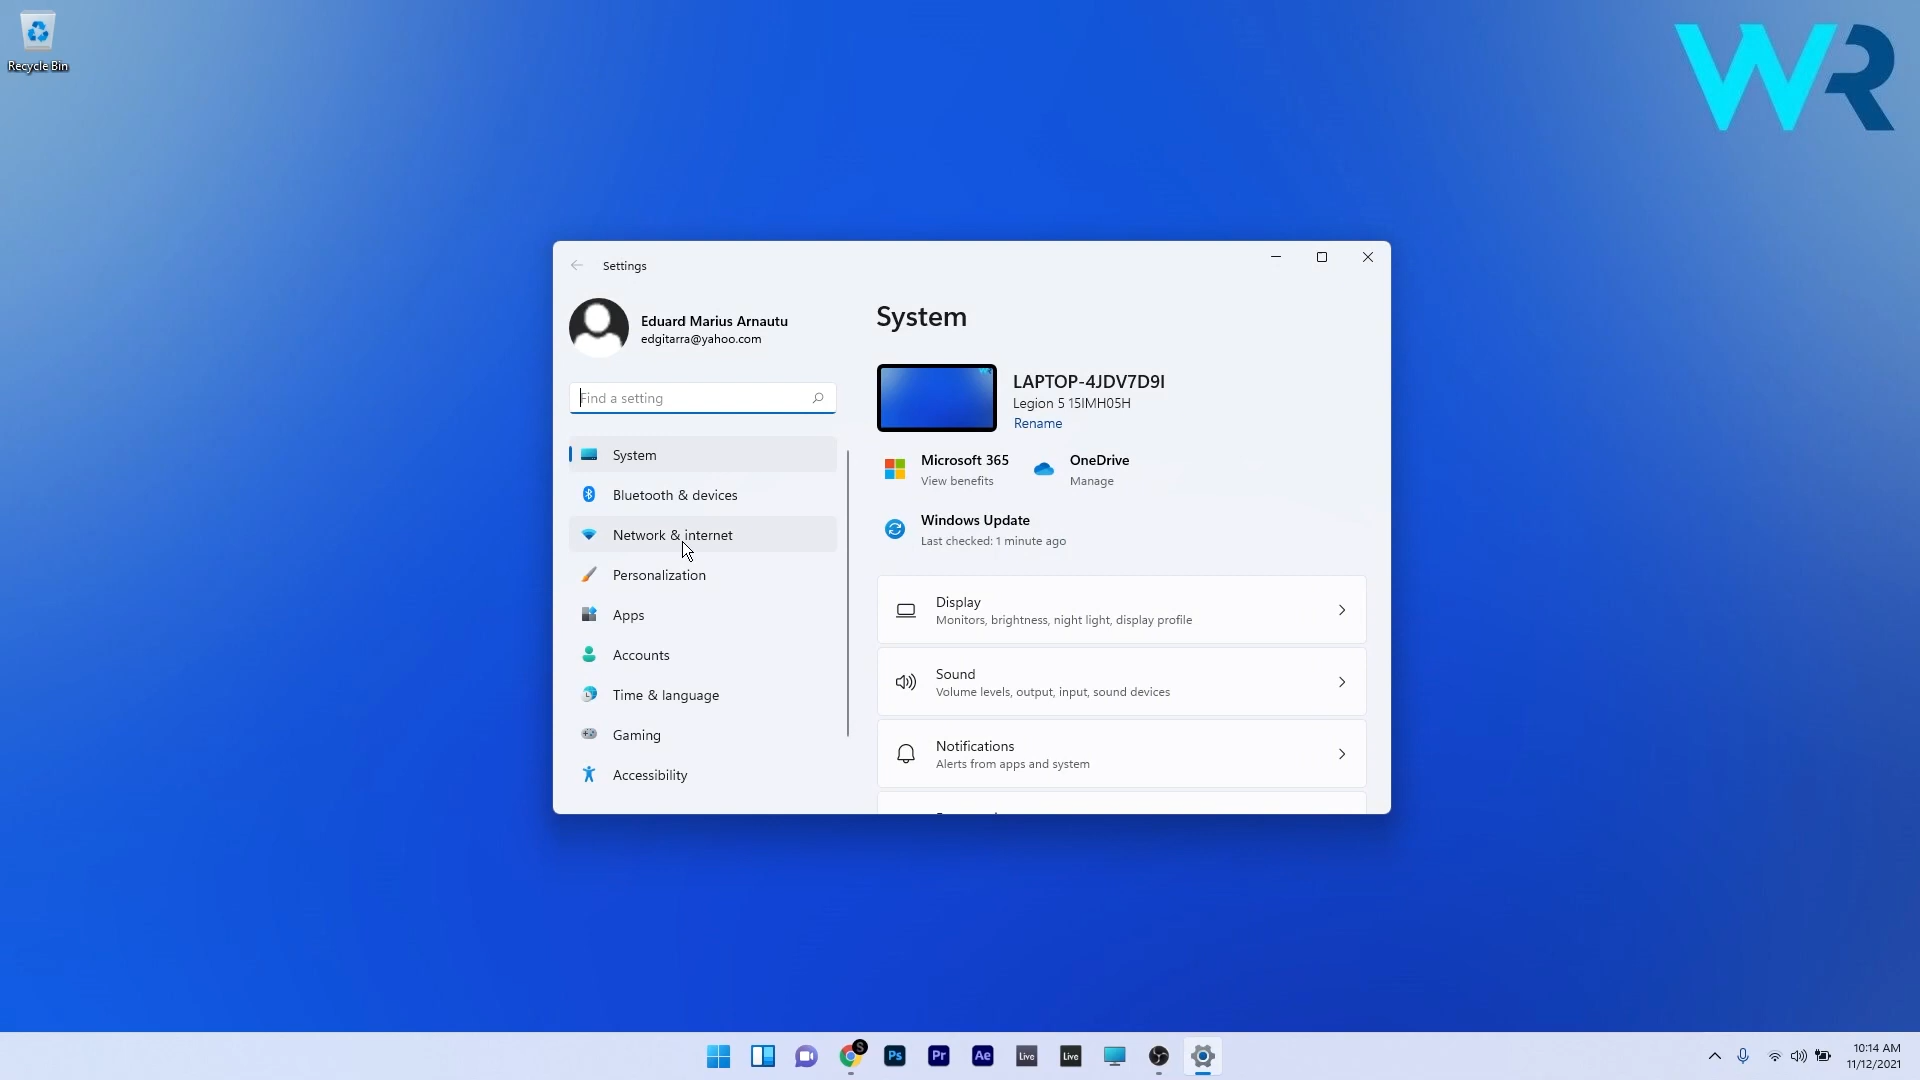 Recycle Bin
WR
Settings
Eduard Marius Arnautu
edgitarra@yahoo.com
Find a setting
System
Bluetooth & devices
Network & internet
Personalization
Apps
Accounts
Time & language
Gaming
Accessibility
System
LAPTOP-4JDV7D9I
Legion 5 15IMH05H
Rename
Microsoft 365
View benefits
OneDrive
Manage
Windows Update
Last checked: 1 minute ago
Display
Monitors, brightness, night light, display profile
Sound
Volume levels, output, input, sound devices
Notifications
Alerts from apps and system
S
Ps
Pr
Ae
Live
Live
10:14 AM
11/12/2021